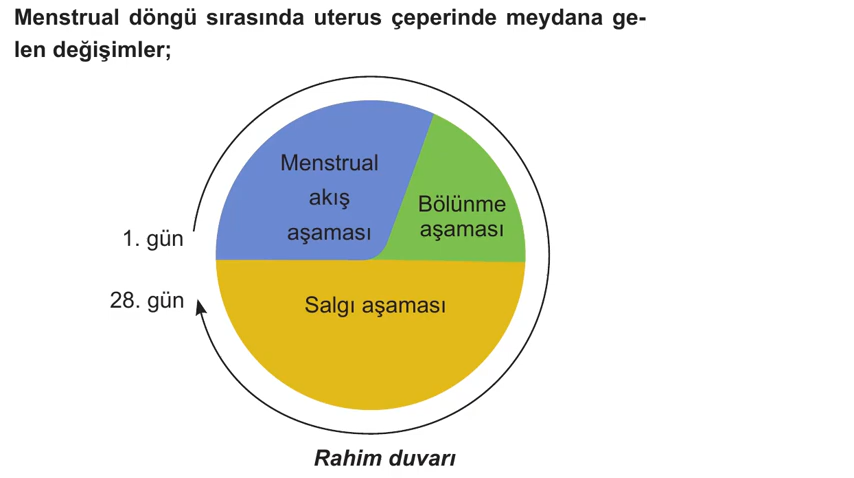 Menstrual döngü sırasında uterus çeperinde meydana ge-
len değişimler;
Menstrual
akış
aşaması
Bölünme
aşaması
1. gün
28. gün
Salgı aşaması
Rahim duvarı